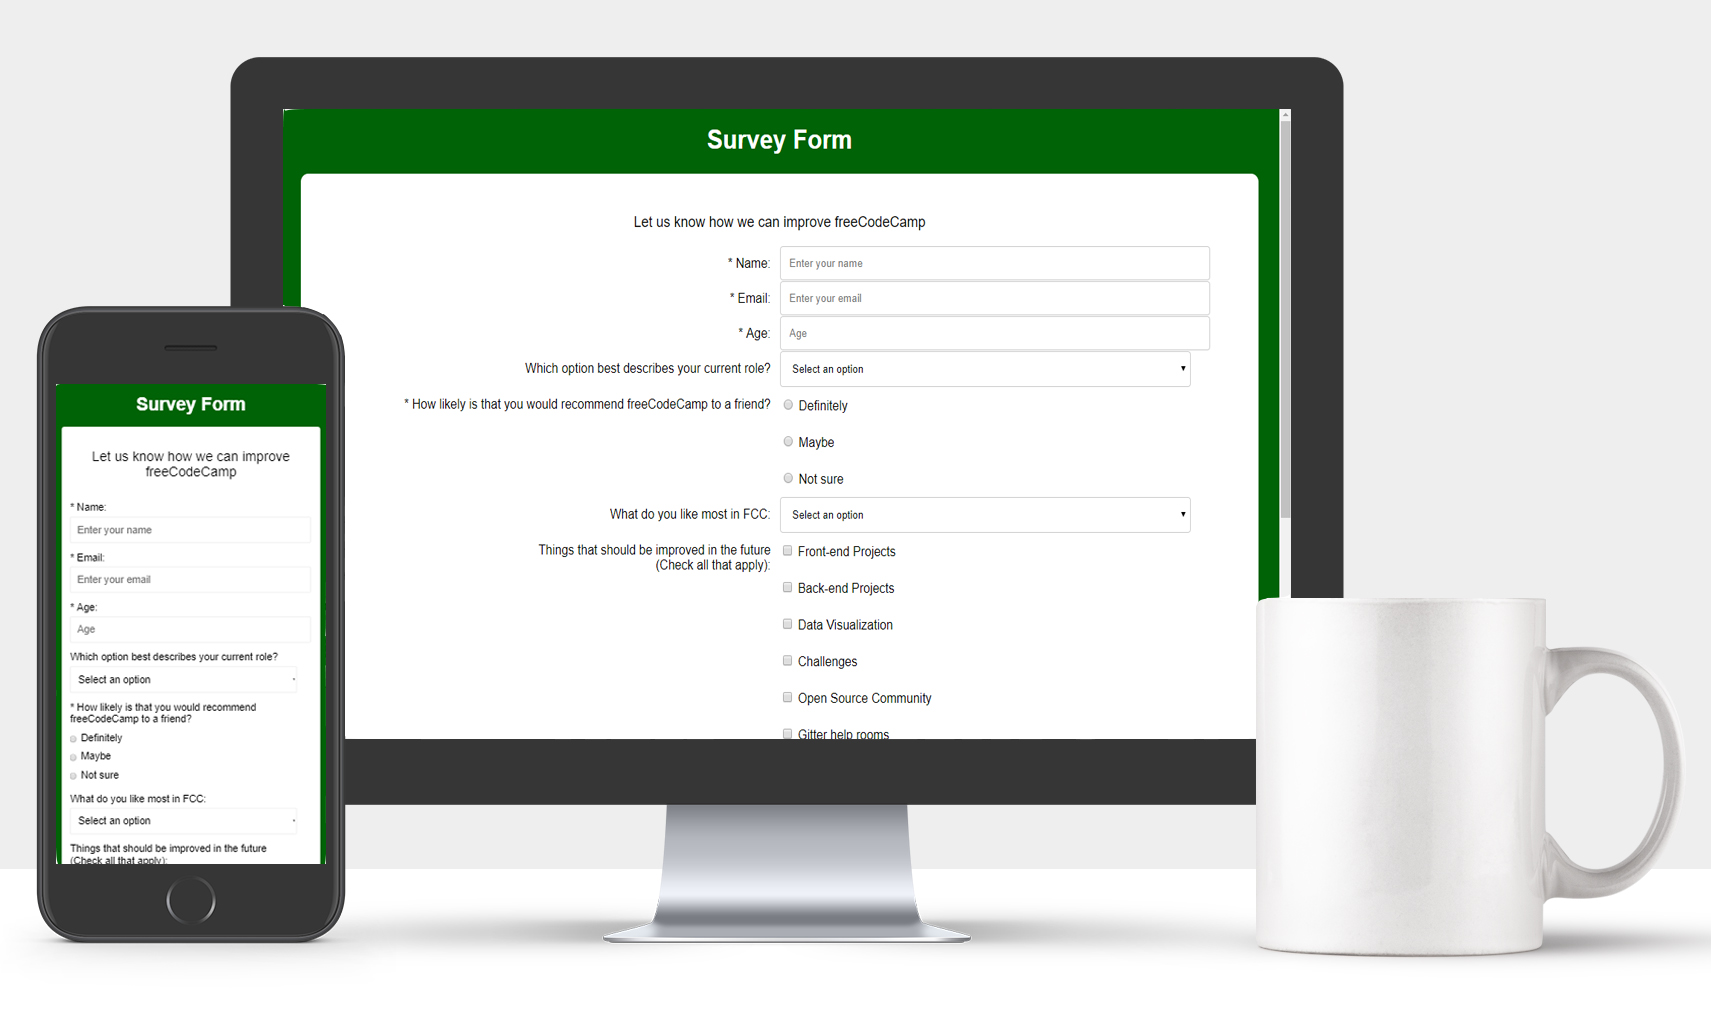 Survey Form
Let us know how we can improve freeCodeCamp
* Name:
Enter your name
* Email:
Enter your email
* Age:
Age
Which option best describes your current role?
Select an option
* How likely is that you would recommend freeCodeCamp to a friend?
Definitely
Maybe
Not sure
What do you like most in FCC:
Select an option
Things that should be improved in the future
(Check all that apply):
Front-end Projects
Back-end Projects
Data Visualization
Challenges
Open Source Community
Gitter help rooms
Survey Form
Let us know how we can improve
freeCodeCamp
* Name:
Enter your name
* Email:
Enter your email
* Age:
Age
Which option best describes your current role?
Select an option
* How likely is that you would recommend
freeCodeCamp to a friend?
Definitely
Maybe
Not sure
What do you like most in FCC:
Select an option
Things that should be improved in the future
(Check all that apply):